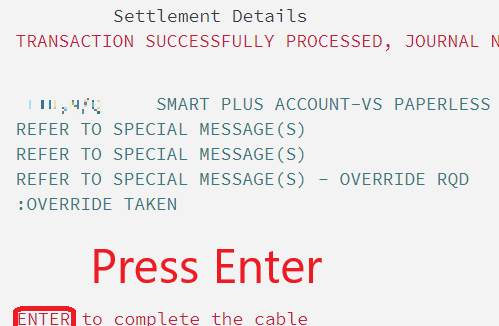 Settlement Details
TRANSACTION SUCCESSFULLY PROCESSED, JOURNAL N
SMART PLUS ACCOUNT-VS PAPERLESS
REFER TO SPECIAL MESSAGE(S)
REFER TO SPECIAL MESSAGE(S)
REFER TO SPECIAL MESSAGE(S) - OVERRIDE RQD
:OVERRIDE TAKEN
Press Enter
ENTER to complete the cable